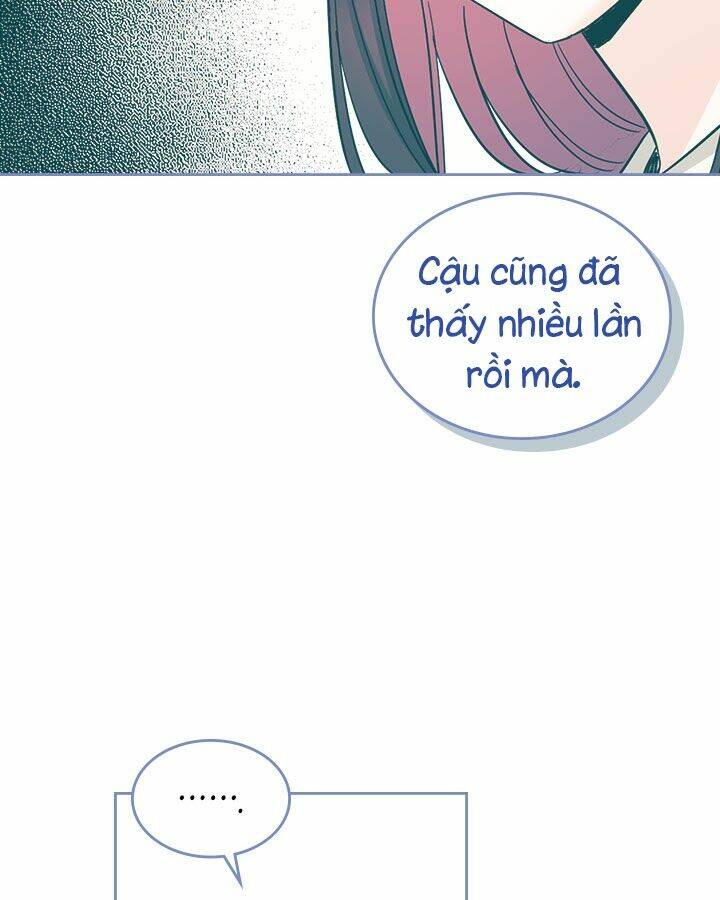 Cậu cũng đã
thấy nhiều lần
rồi mà.
.......